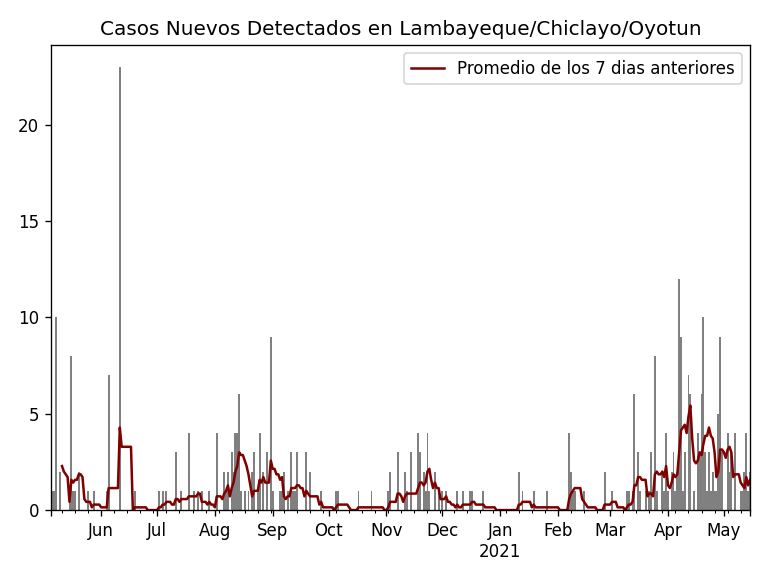 Casos Nuevos Detectados en Lambayeque/Chiclayo/Oyotun
Promedio de los 7 dias anteriores
20
15
10
5
0
Jun Jul Aug Sep Oct Nov Dec Jan Feb Mar Apr May
2021